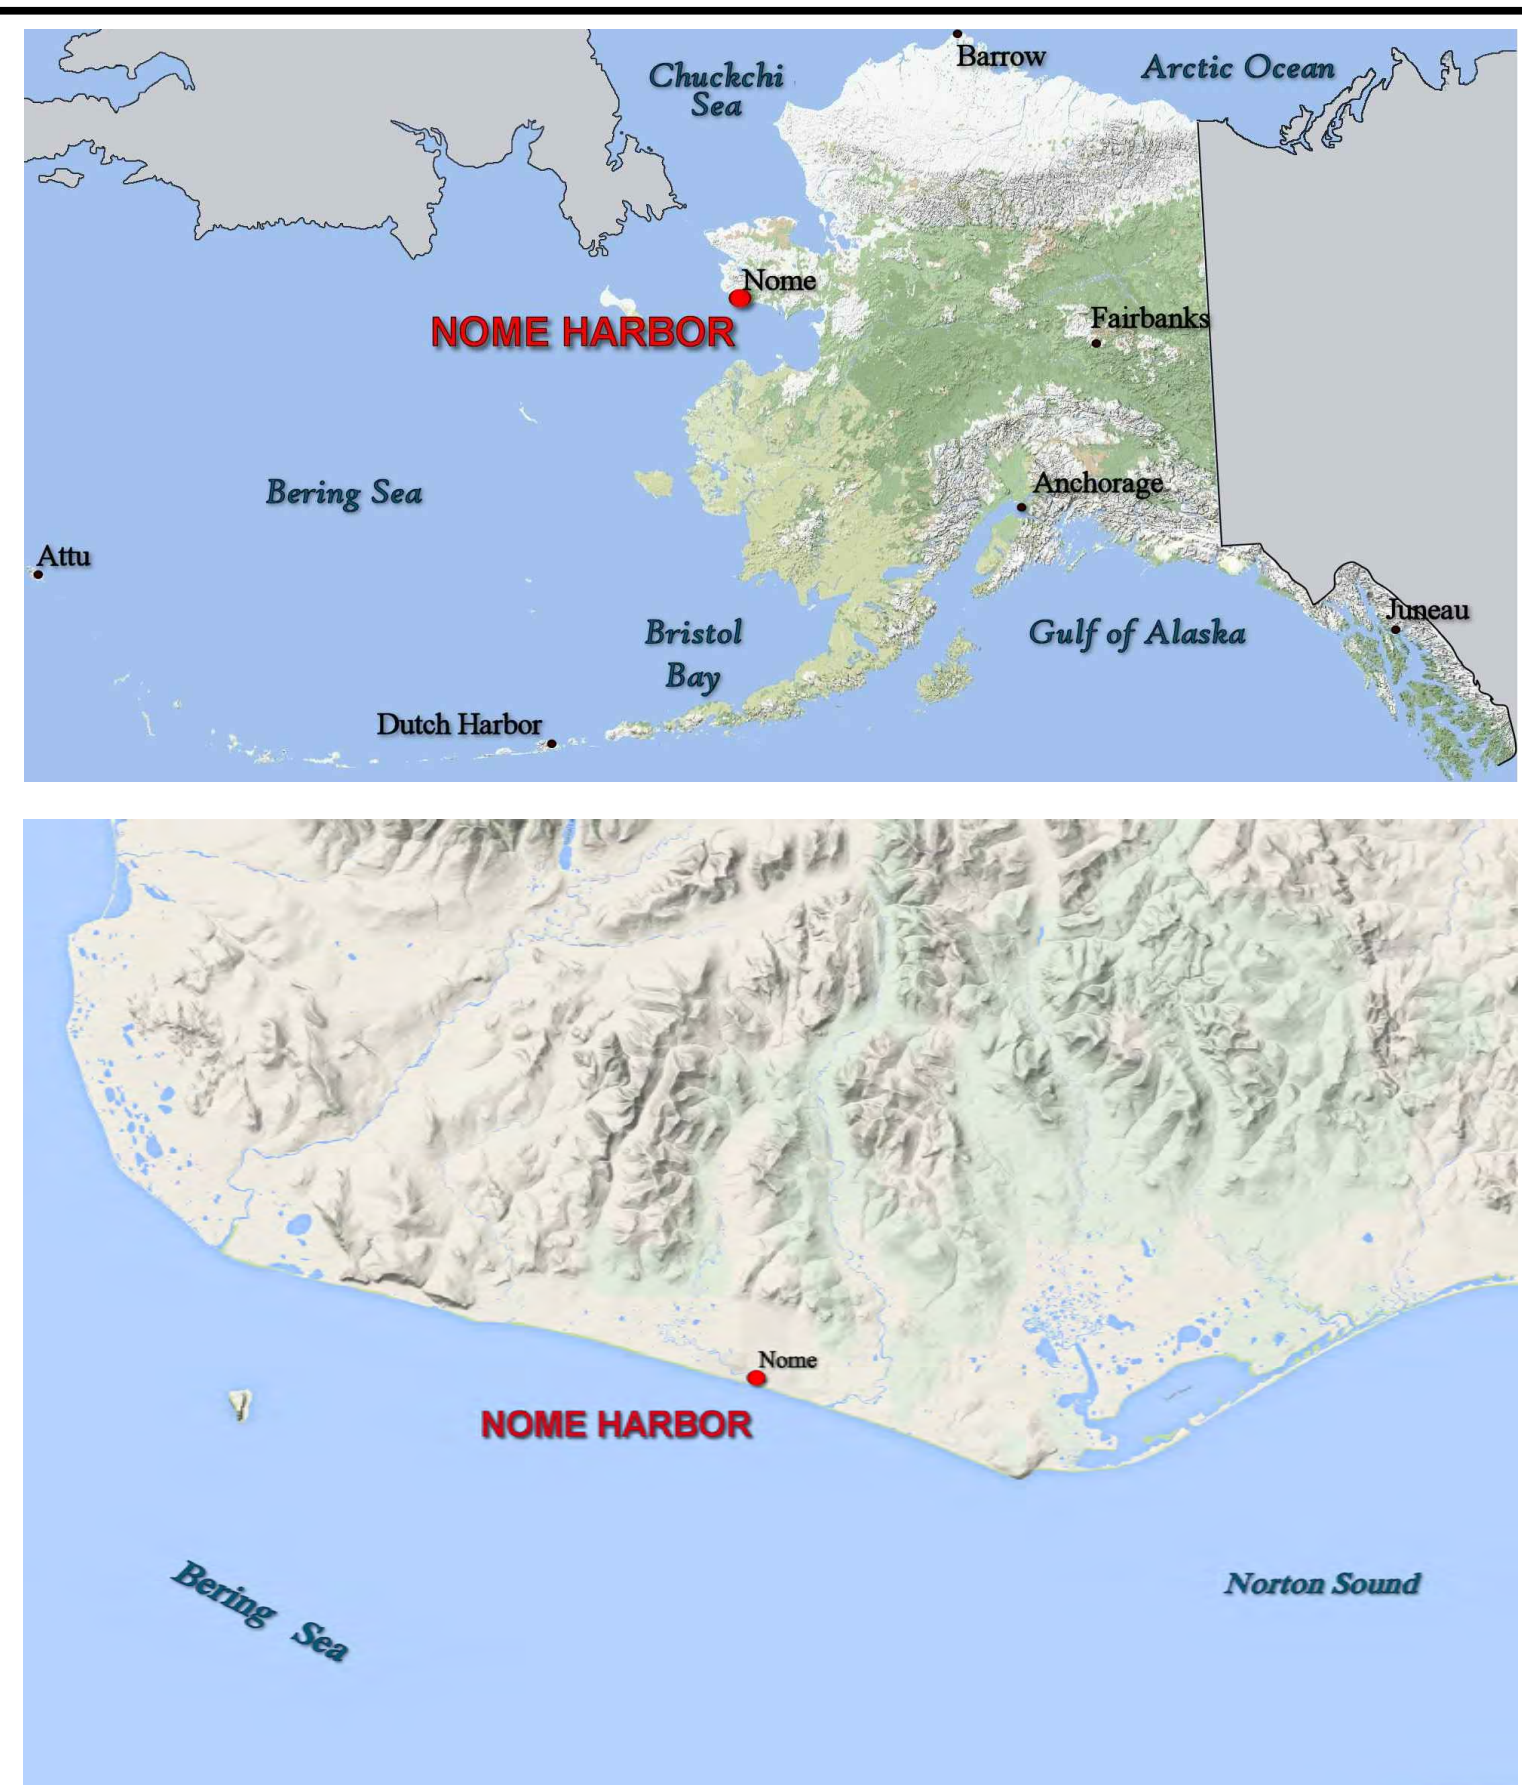 Barrow
Chuckchi
Sea
Arctic Ocean
Nome
NOME HARBOR
Fairbanks
Anchorage
Bering Sea
Attu
Juneau
Bristol
Bay
Gulf of Alaska
Dutch Harbor
Nome
NOME HARBOR
Bering Sea
Norton Sound